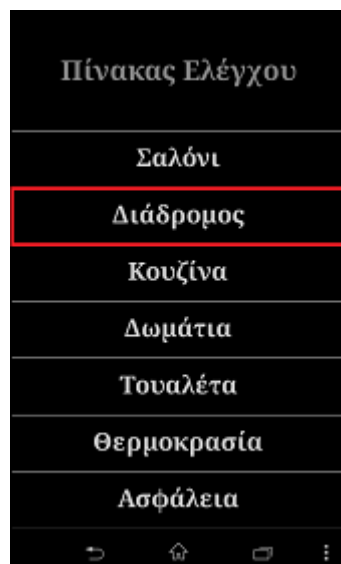 Πίνακας Ελέγχου
Σαλόνι
Διάδρομος
Κουζίνα
Δωμάτια
Τουαλέτα
Θερμοκρασία
Ασφάλεια